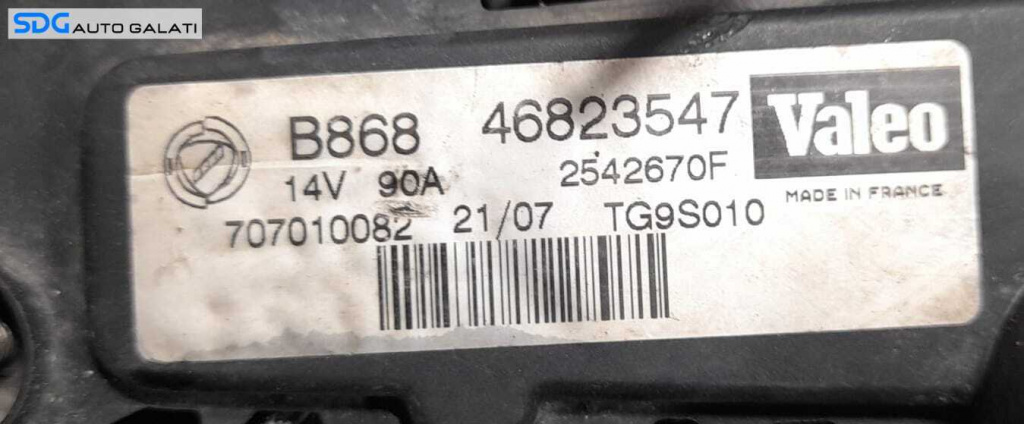 SDG AUTO GALATI
B868 46823547 Valeo
14V 90A 2542670F MADE IN FRANCE
707010082 21/07 TG9S010